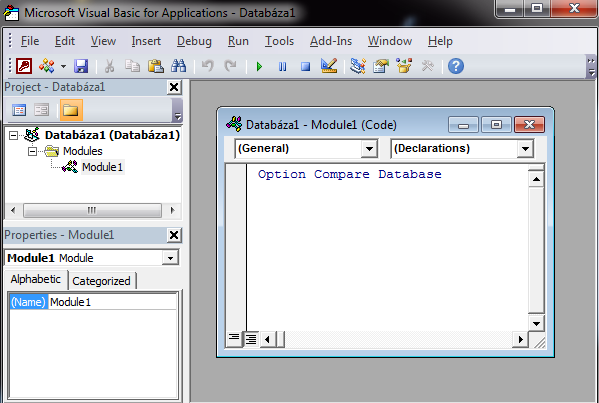 Microsoft Visual Basic for Applications - Databáza1
File Edit View Insert Debug Run Tools Add-Ins Window Help
Project - Databáza1
Databáza1 (Databáza1)
Modules
Module1
Properties - Module1
Module1 Module
Alphabetic Categorized
(Name) Module1
Databáza1 - Module1 (Code)
(General) (Declarations)
Option Compare Database